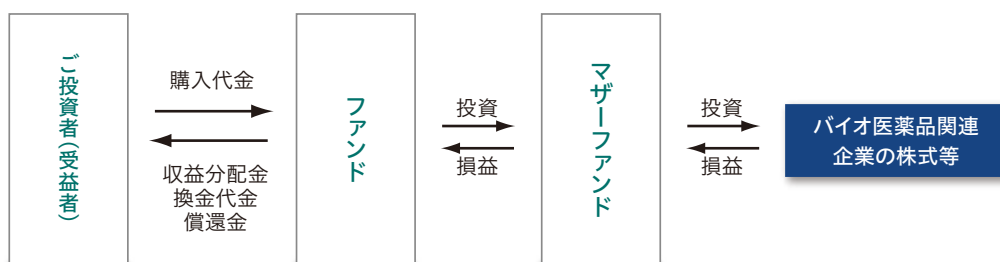 ご投資者(受益者)
購入代金
収益分配金
換金代金
償還金
ファンド
投資
損益
マザーファンド
投資
損益
バイオ医薬品関連
企業の株式等